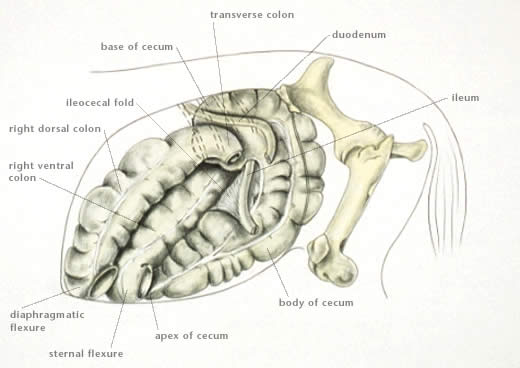 transverse colon
duodenum
base of cecum
ileum
ileocecal fold
right dorsal colon
right ventral
colon
body of cecum
diaphragmatic
flexure
apex of cecum
sternal flexure